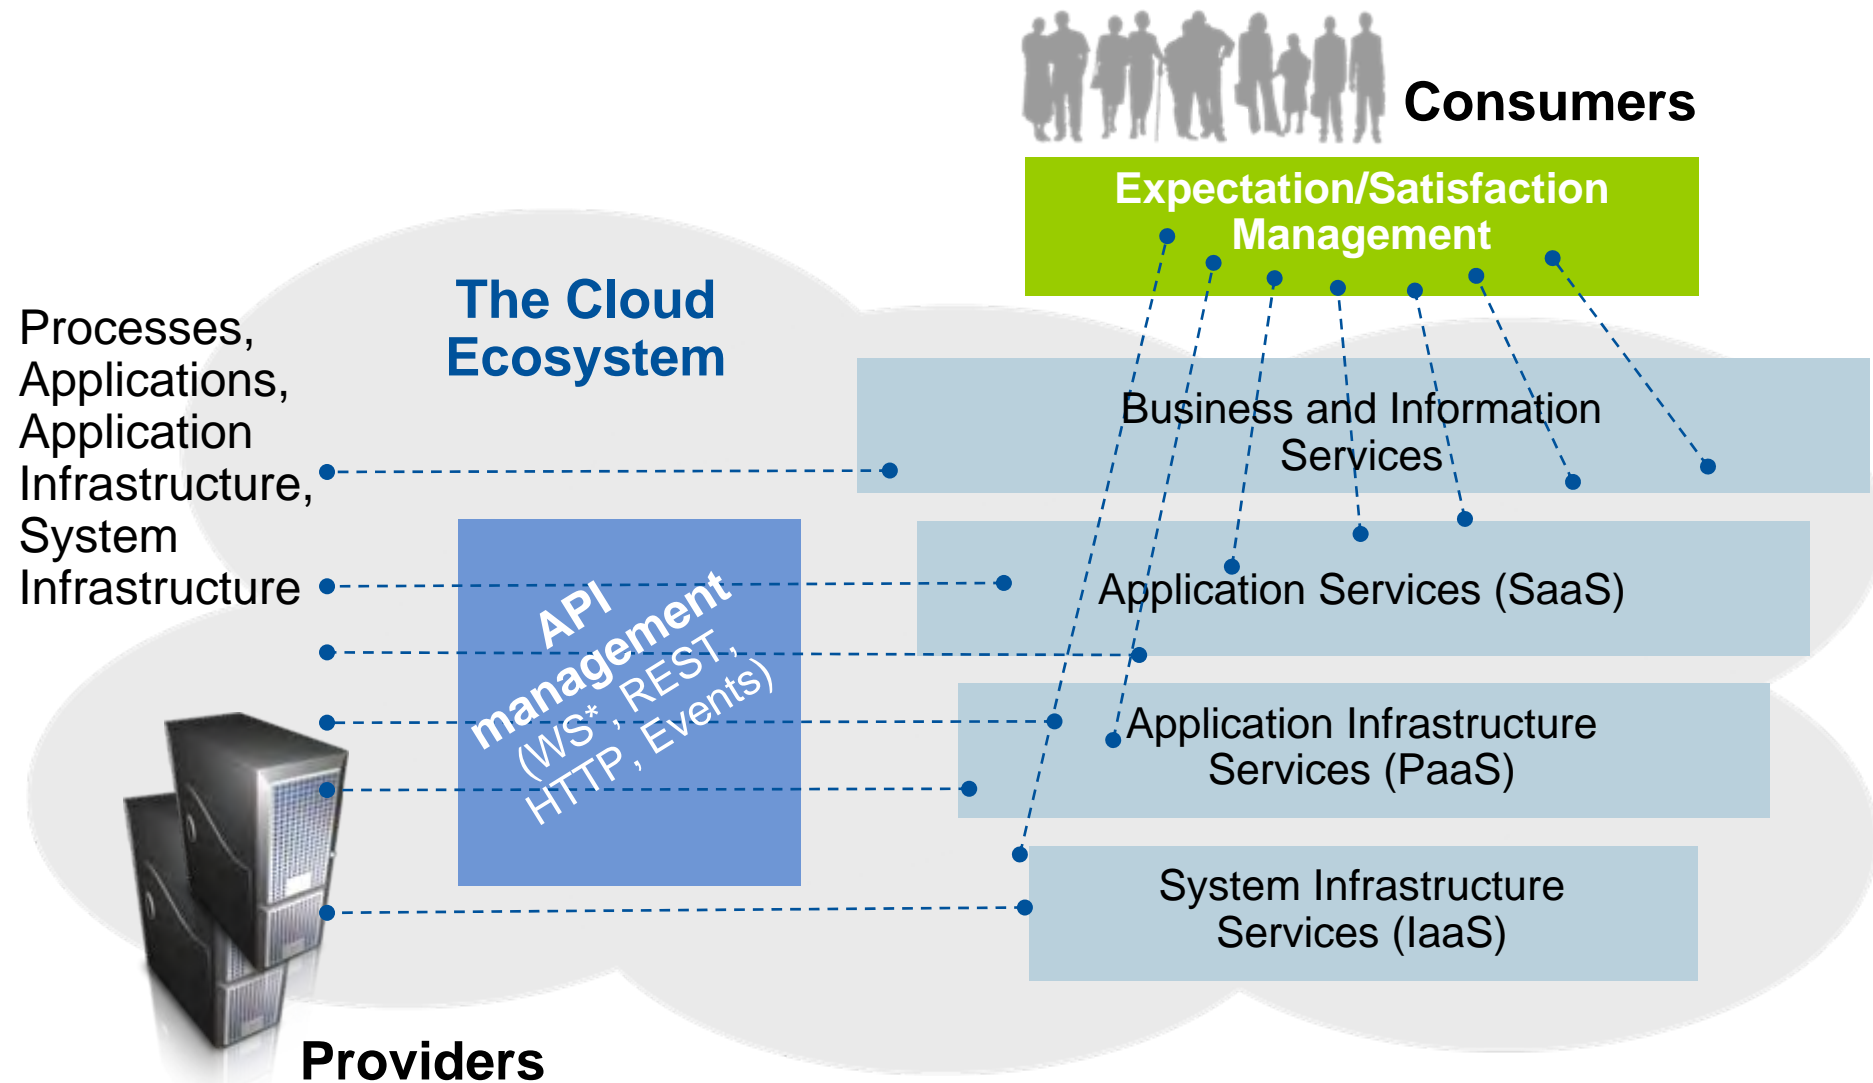 Consumers
Expectation/Satisfaction
Management
The Cloud
Ecosystem
Processes,
Applications,
Application
Infrastructure,
System
Infrastructure
Business and Information
Services
API
management
(WS*, REST,
HTTP, Events)
Application Services (SaaS)
Application Infrastructure
Services (PaaS)
System Infrastructure
Services (IaaS)
Providers